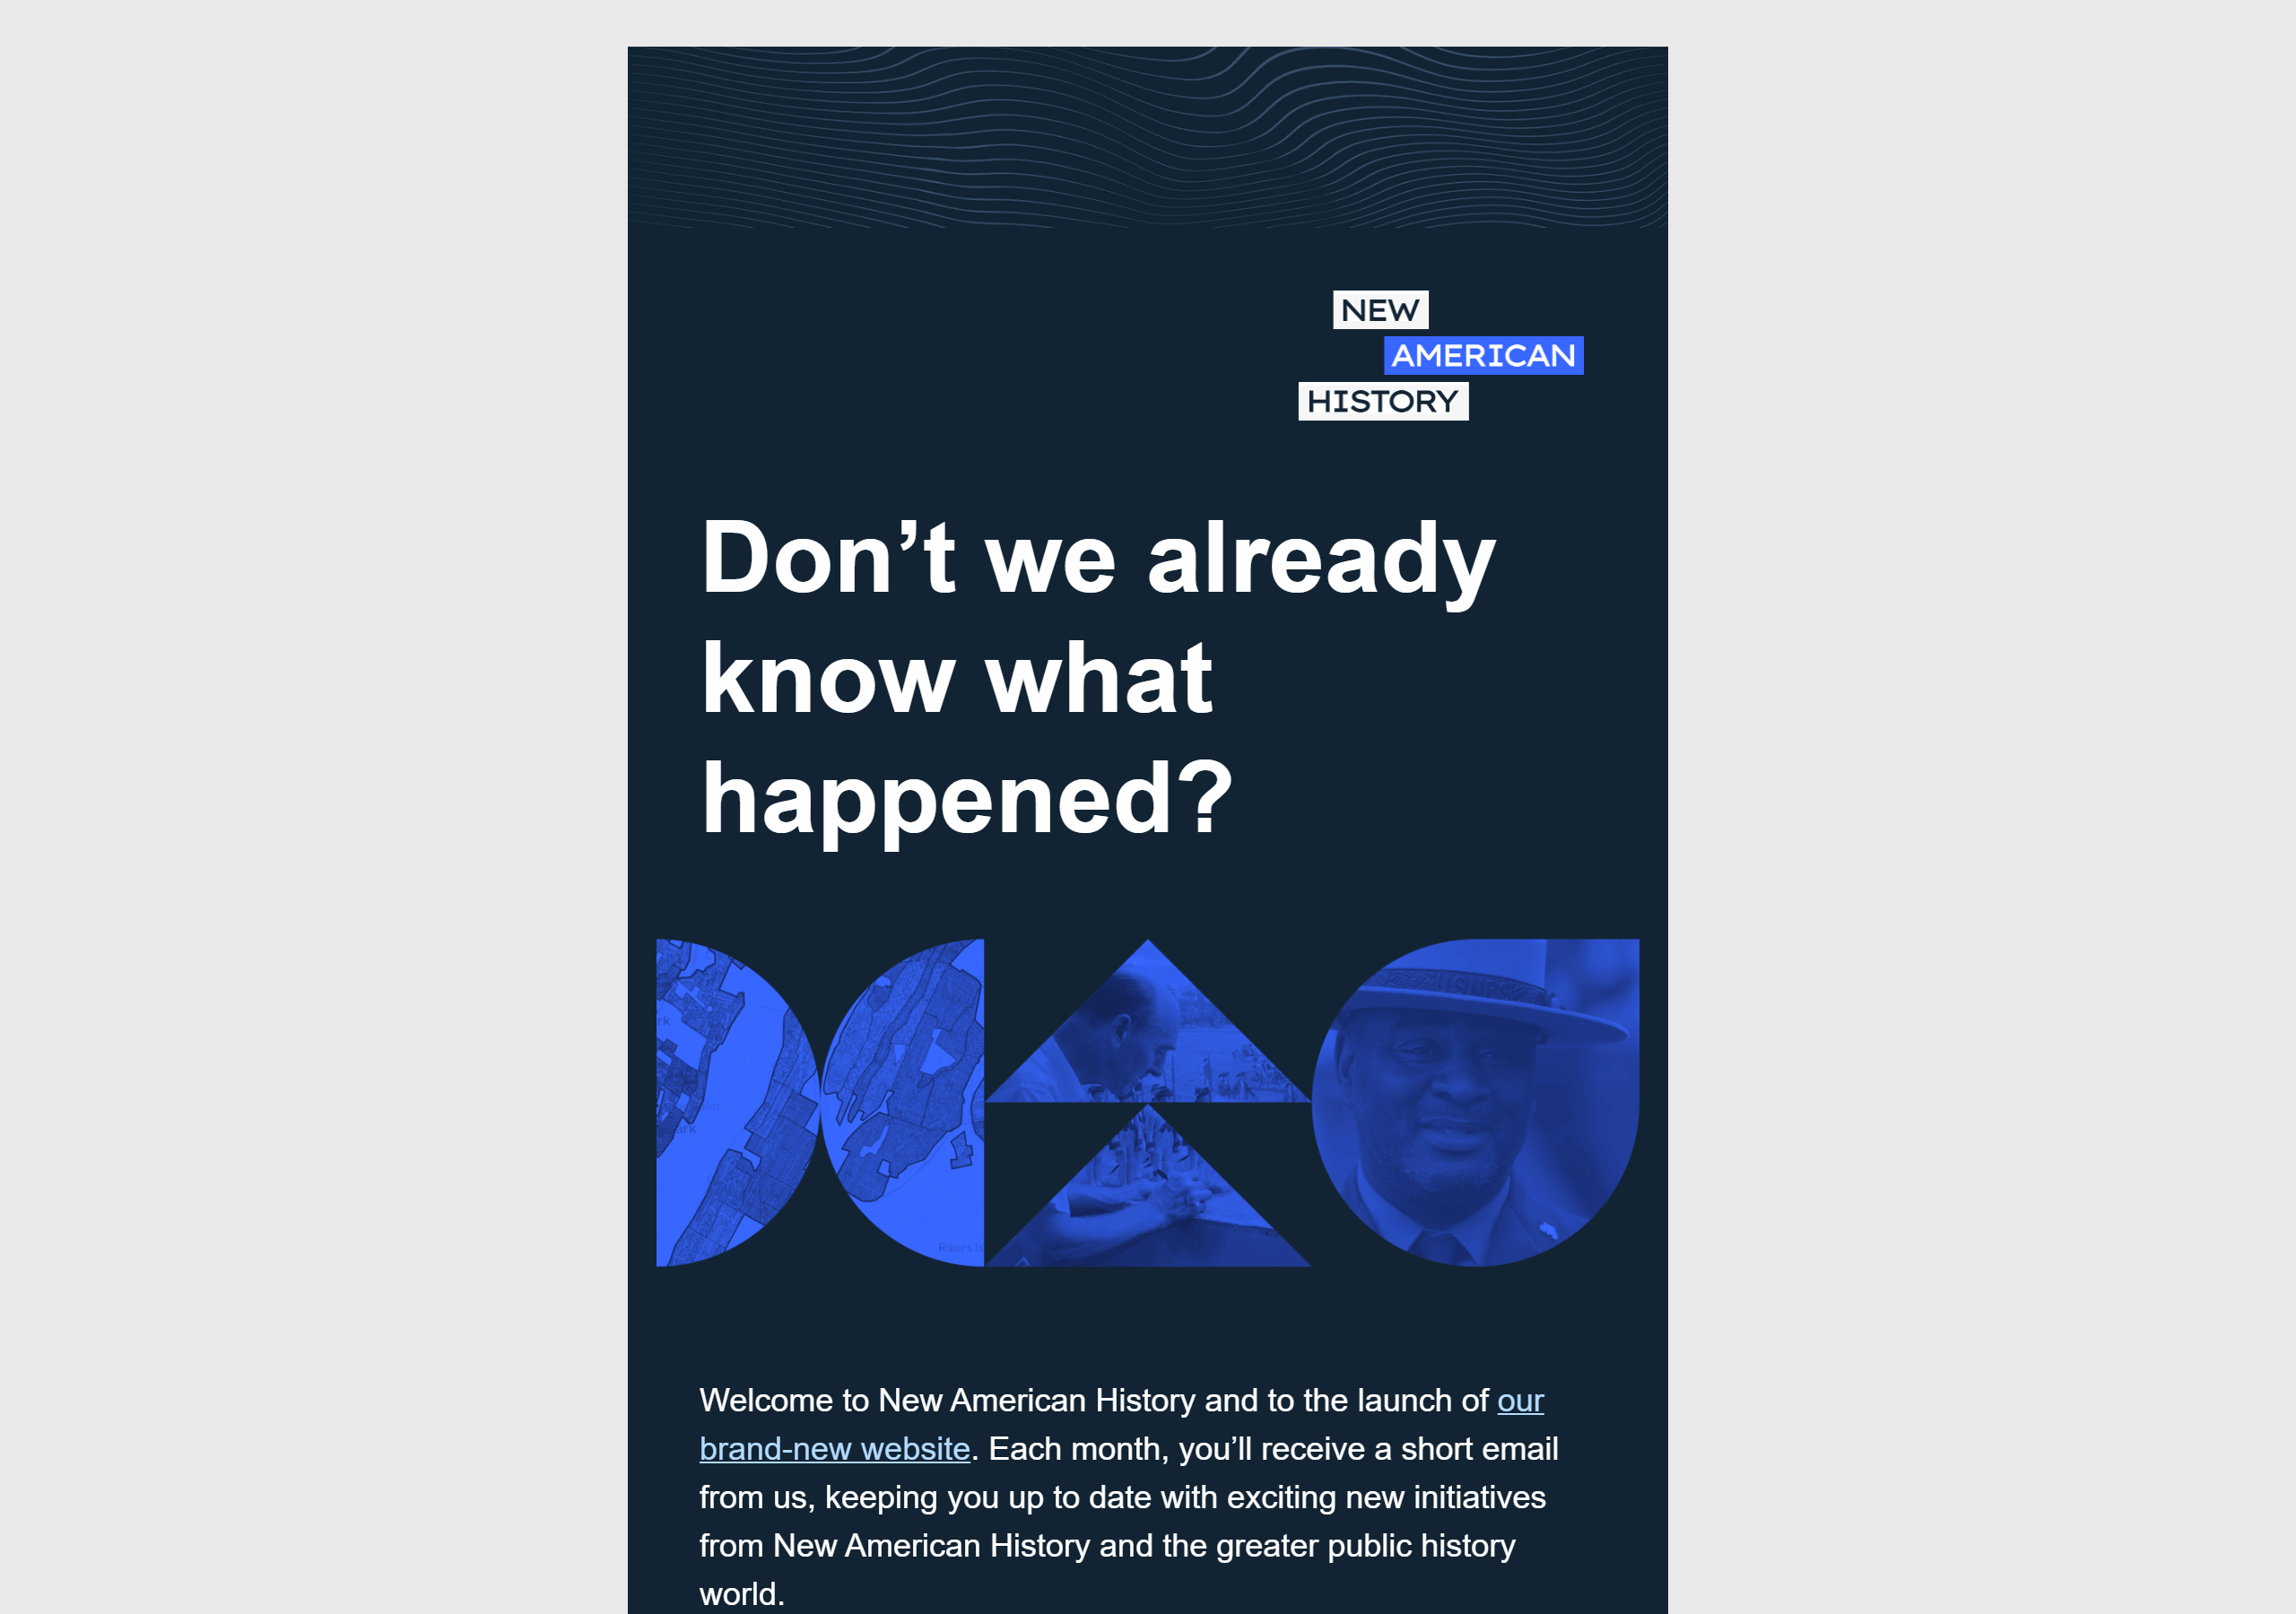 NEW
AMERICAN
HISTORY
Don’t we already
know what
happened?
Rikers Is
Welcome to New American History and to the launch of our
brand-new website. Each month, you’ll receive a short email
from us, keeping you up to date with exciting new initiatives
from New American History and the greater public history
world.